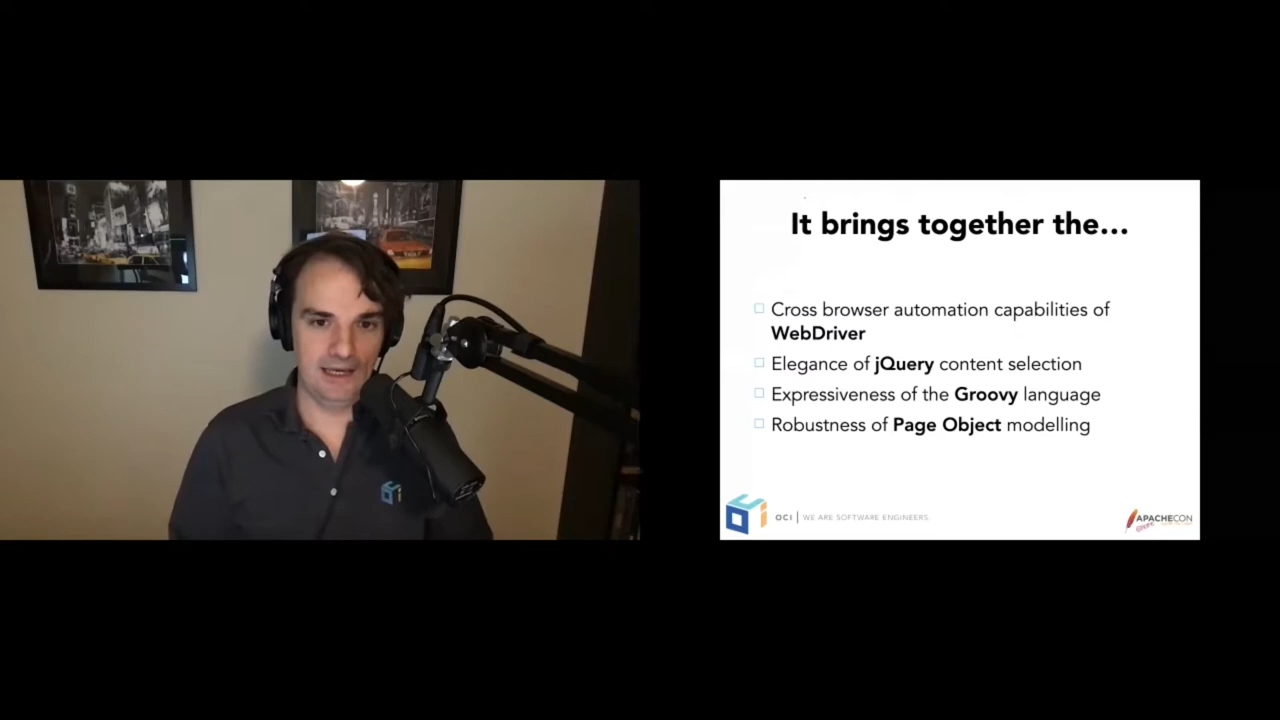 It brings together the...
Cross browser automation capabilities of
WebDriver
Elegance of jQuery content selection
Expressiveness of the Groovy language
Robustness of Page Object modelling
OCI | WE ARE SOFTWARE ENGINEERS
APACHECON